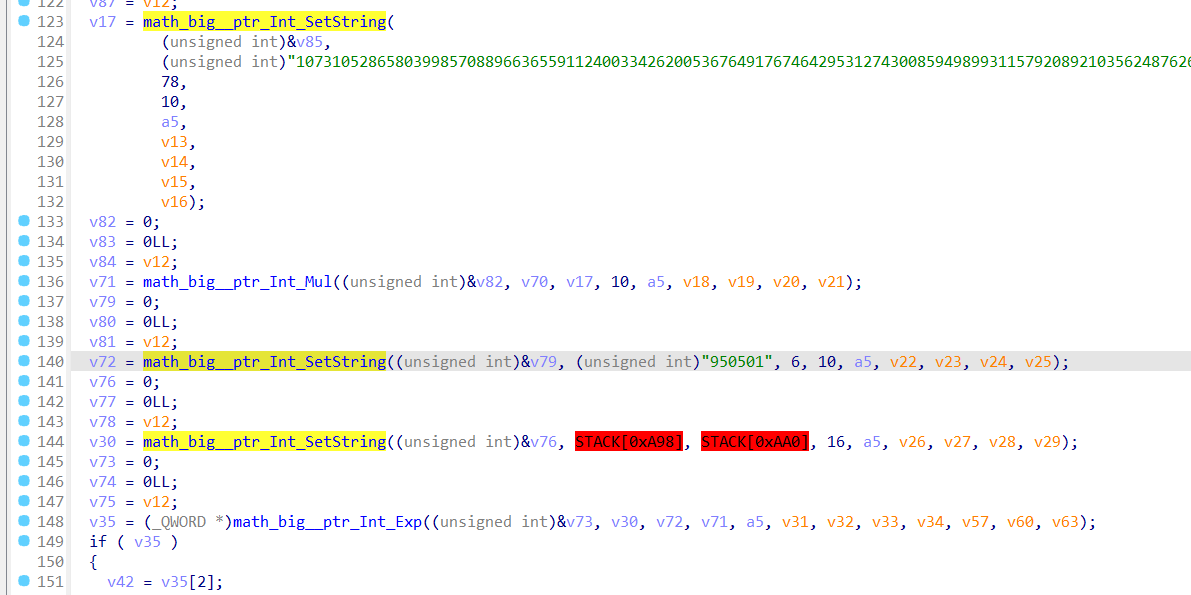 122 v87 = v12;
123 v17 = math_big__ptr_Int_SetString(
124 (unsigned int)&v85,
125 (unsigned int)"10731052865803998570889663655911240033426200536764917674642953127430085949899311579208921035624876
126 78,
127 10,
128 a5,
129 v13,
130 v14,
131 v15,
132 v16);
133 v82 = 0;
134 v83 = 0LL;
135 v84 = v12;
136 v71 = math_big__ptr_Int_Mul((unsigned int)&v82, v70, v17, 10, a5, v18, v19, v20, v21);
137 v79 = 0;
138 v80 = 0LL;
139 v81 = v12;
140 v72 = math_big__ptr_Int_SetString((unsigned int)&v79, (unsigned int)"950501", 6, 10, a5, v22, v23, v24, v25);
141 v76 = 0;
142 v77 = 0LL;
143 v78 = v12;
144 v30 = math_big__ptr_Int_SetString((unsigned int)&v76, STACK[0xA98], STACK[0xAA0], 16, a5, v26, v27, v28, v29);
145 v73 = 0;
146 v74 = 0LL;
147 v75 = v12;
148 v35 = (_QWORD *)math_big__ptr_Int_Exp((unsigned int)&v73, v30, v72, v71, a5, v31, v32, v33, v34, v57, v60, v63);
149 if ( v35 )
150 {
151 v42 = v35[2];